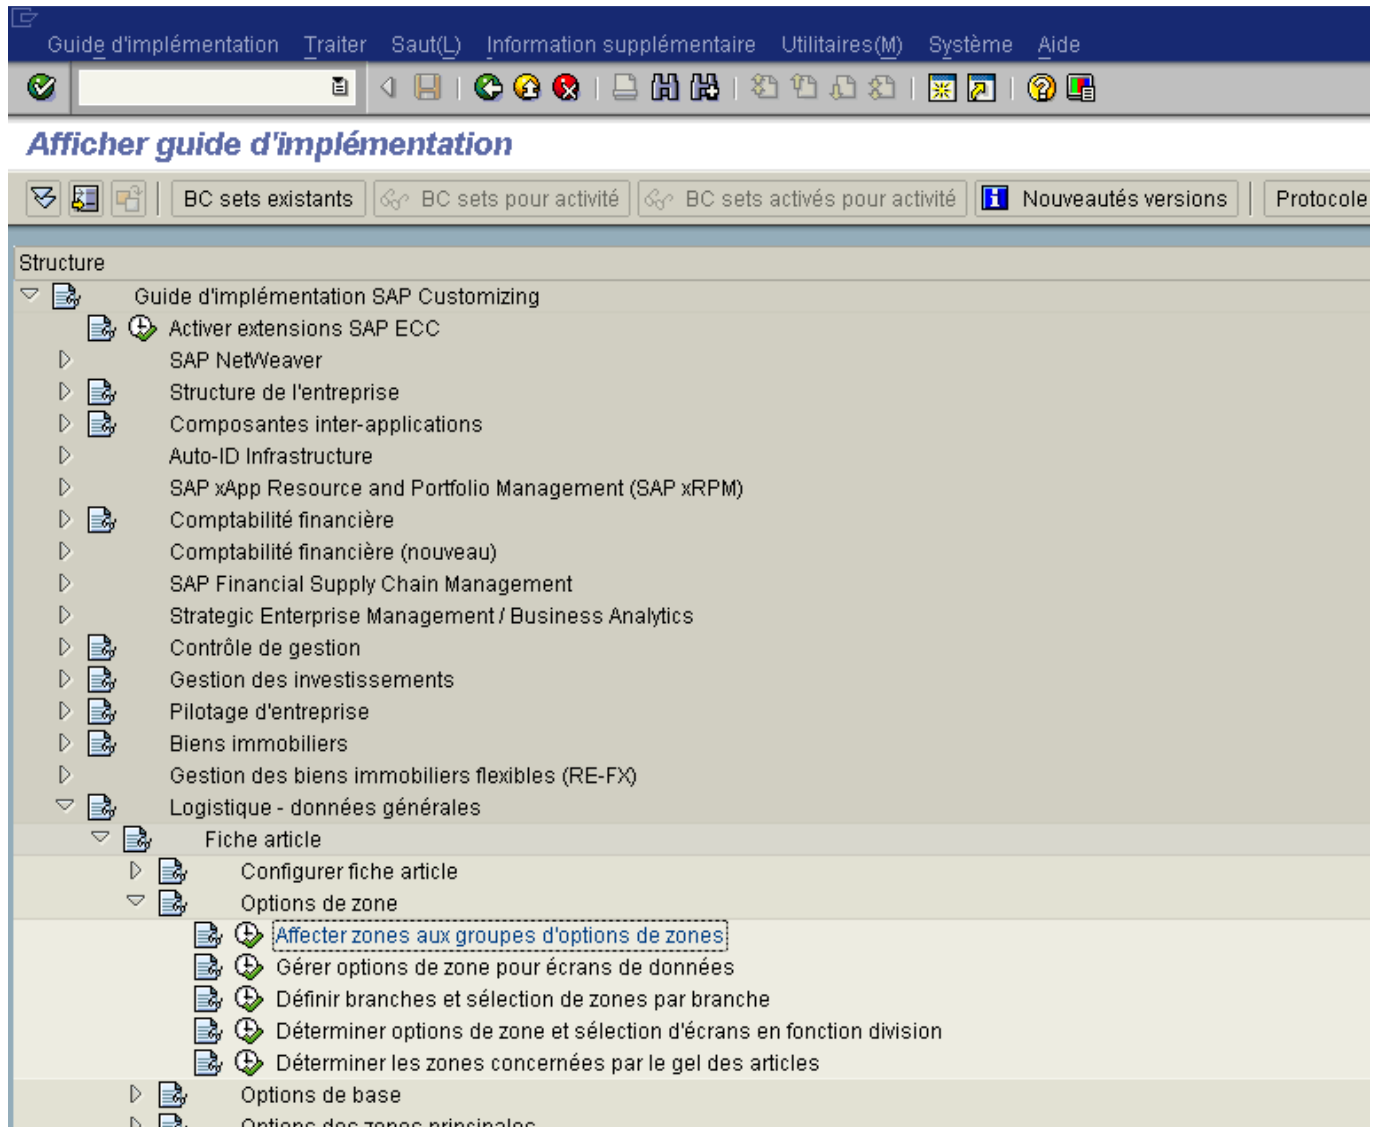 Guide d'implémentation Traiter Saut(L) Information supplémentaire Utilitaires(M) Système Aide
Afficher guide d'implémentation
BC sets existants BC sets pour activité BC sets activés pour activité Nouveautés versions Protocole
Structure
Guide d'implémentation SAP Customizing
Activer extensions SAP ECC
SAP NetWeaver
Structure de l'entreprise
Composantes inter-applications
Auto-ID Infrastructure
SAP xApp Resource and Portfolio Management (SAP xRPM)
Comptabilité financière
Comptabilité financière (nouveau)
SAP Financial Supply Chain Management
Strategic Enterprise Management / Business Analytics
Contrôle de gestion
Gestion des investissements
Pilotage d'entreprise
Biens immobiliers
Gestion des biens immobiliers flexibles (RE-FX)
Logistique - données générales
Fiche article
Configurer fiche article
Options de zone
Affecter zones aux groupes d'options de zones
Gérer options de zone pour écrans de données
Définir branches et sélection de zones par branche
Déterminer options de zone et sélection d'écrans en fonction division
Déterminer les zones concernées par le gel des articles
Options de base
Options des zones principales